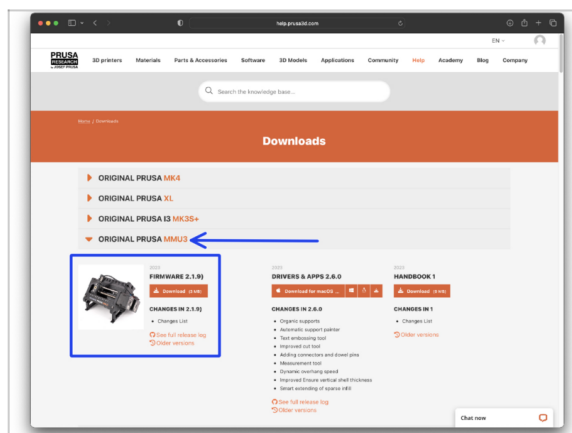 help.prusa3d.com
EN
PRUSA
RESEARCH
by JOSEF PRUSA
3D printers Materials Parts & Accessories Software 3D Models Applications Community Help Academy Blog Company
Search the knowledge base...
Home / Downloads
Downloads
ORIGINAL PRUSA MK4
ORIGINAL PRUSA XL
ORIGINAL PRUSA I3 MK3S+
ORIGINAL PRUSA MMU3
2023
FIRMWARE 2.1.9)
Download
CHANGES IN 2.1.9)
Changes List
See full release log
Older versions
2023
DRIVERS & APPS 2.6.0
Download for macOS ...
CHANGES IN 2.6.0
Organic supports
Automatic support painter
Text embossing tool
Improved cut tool
Adding connectors and dowel pins
Measurement tool
Dynamic overhang speed
Improved Ensure vertical shell thickness
Smart extending of sparse infill
See full release log
Older versions
2023
HANDBOOK 1
Download
CHANGES IN 1
Changes List
Older versions
Chat now